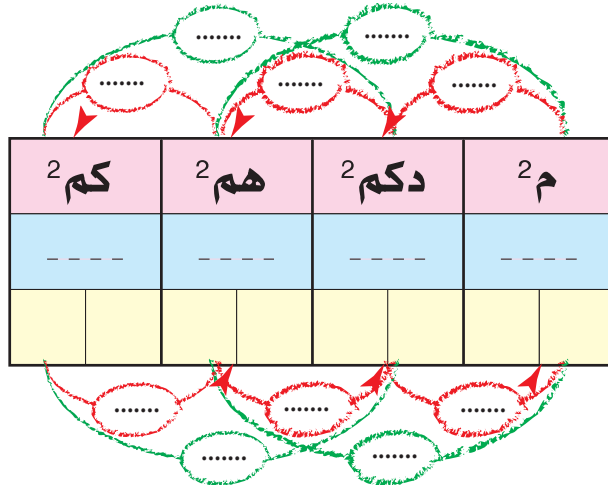 ....... .......
....... ....... .......
م² دكم² هم² كم²
_ _ _ _ _ _ _ _ _ _ _ _ _ _ _ _
....... ....... .......
....... .......